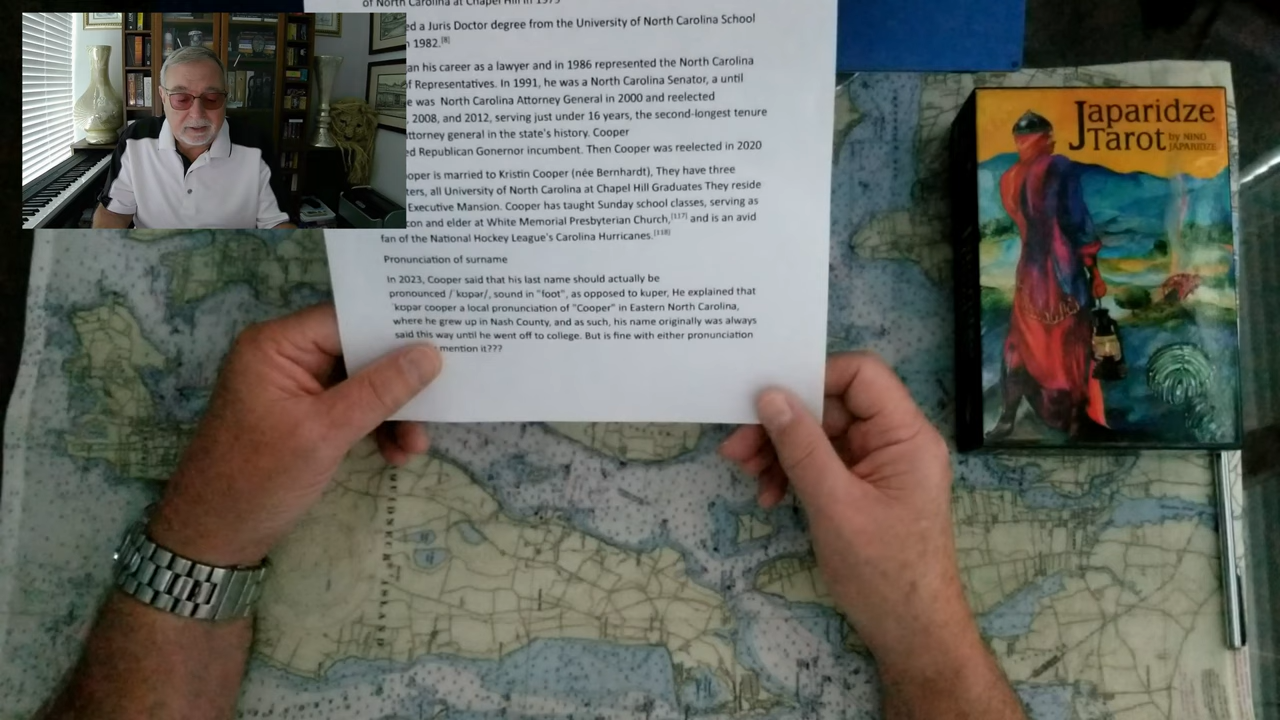 of North Carolina at Chapel Hill in 1979
ed a Juris Doctor degree from the University of North Carolina School
1982.[8]
an his career as a lawyer and in 1986 represented the North Carolina
f Representatives. In 1991, he was a North Carolina Senator, a until
e was North Carolina Attorney General in 2000 and reelected
, 2008, and 2012, serving just under 16 years, the second-longest tenure
ttorney general in the state's history. Cooper
ed Republican Governor incumbent. Then Cooper was reelected in 2020
ooper is married to Kristin Cooper (née Bernhardt), They have three
ters, all University of North Carolina at Chapel Hill Graduates They reside
Executive Mansion. Cooper has taught Sunday school classes, serving as
con and elder at White Memorial Presbyterian Church,[117] and is an avid
fan of the National Hockey League's Carolina Hurricanes.[118]
Pronunciation of surname
In 2023, Cooper said that his last name should actually be
pronounced /ˈkʊpər/, sound in "foot", as opposed to kuper, He explained that
ˈkʊpər cooper a local pronunciation of "Cooper" in Eastern North Carolina,
where he grew up in Nash County, and as such, his name originally was always
said this way until he went off to college. But is fine with either pronunciation
mention it???
Japaridze
Tarot
by NINO
JAPARIDZE
ISLAND